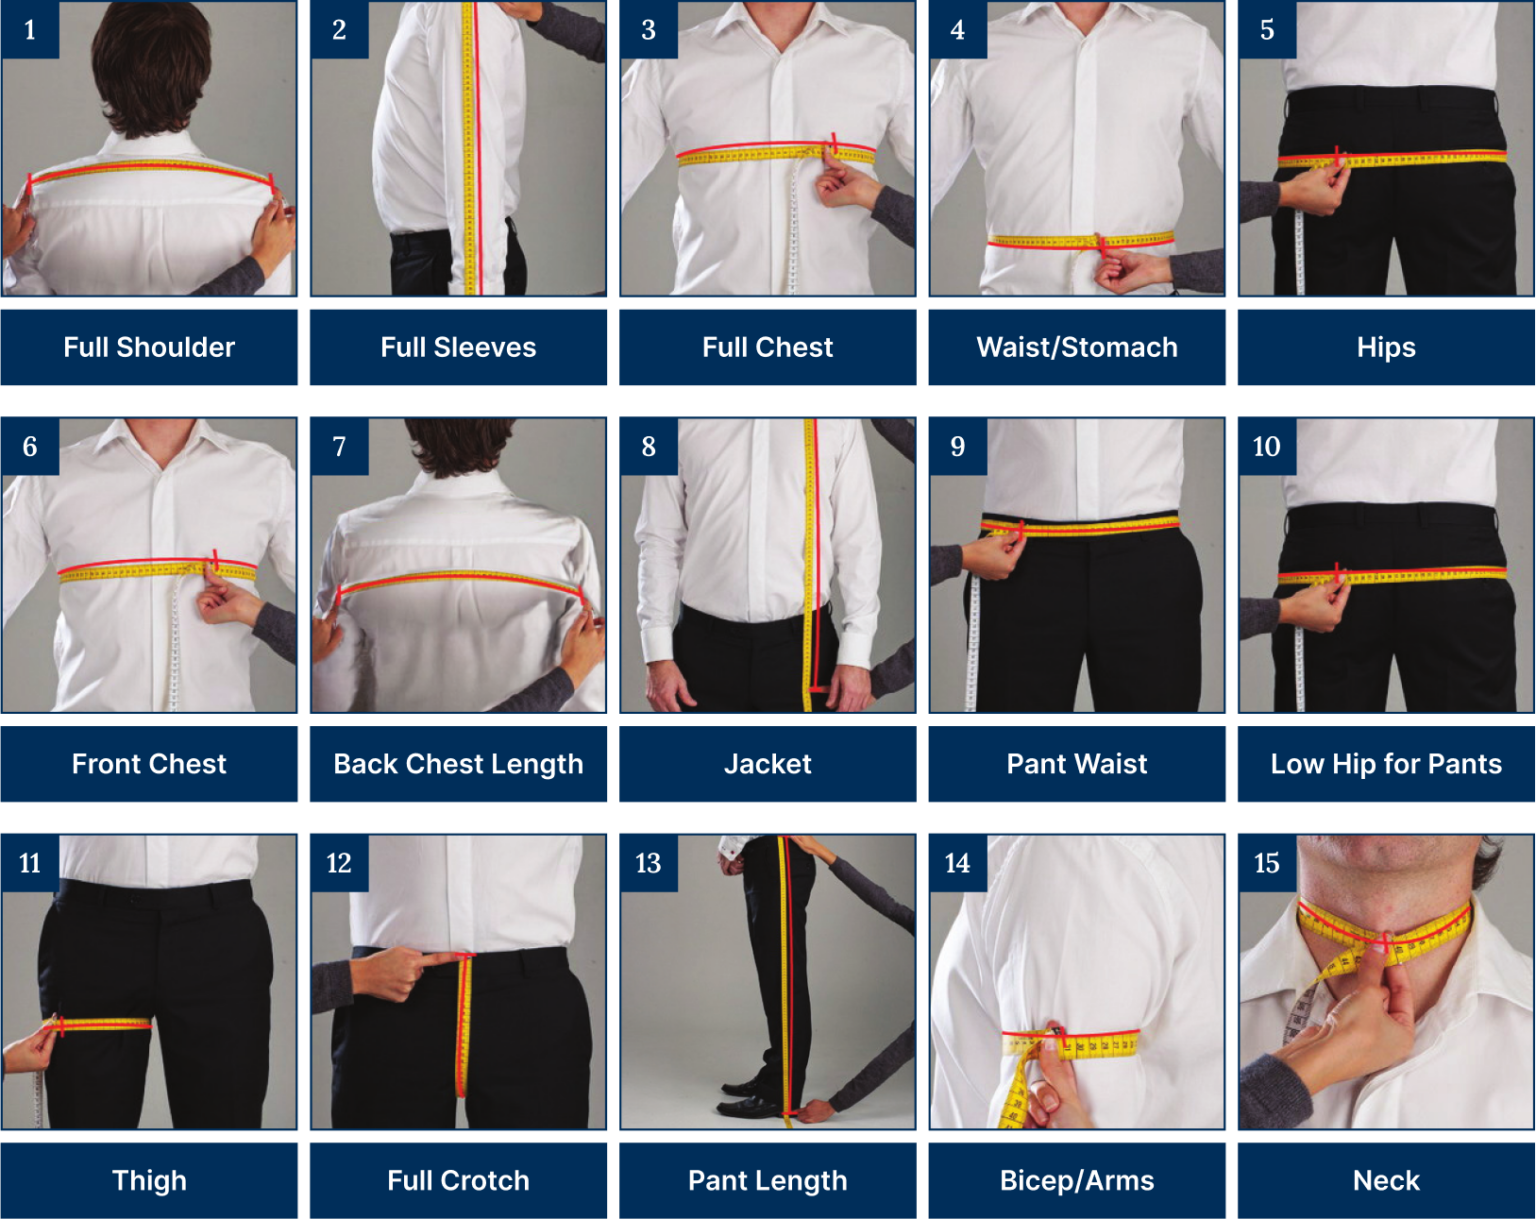 1
2
3
4
5
Full Shoulder
Full Sleeves
Full Chest
Waist/Stomach
Hips
6
7
8
9
10
Front Chest
Back Chest Length
Jacket
Pant Waist
Low Hip for Pants
11
12
13
14
15
Thigh
Full Crotch
Pant Length
Bicep/Arms
Neck